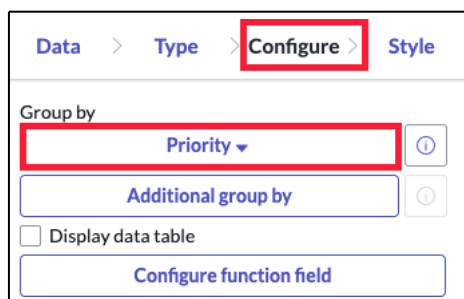 Data > Type > Configure > Style
Group by
Priority
Additional group by
Display data table
Configure function field